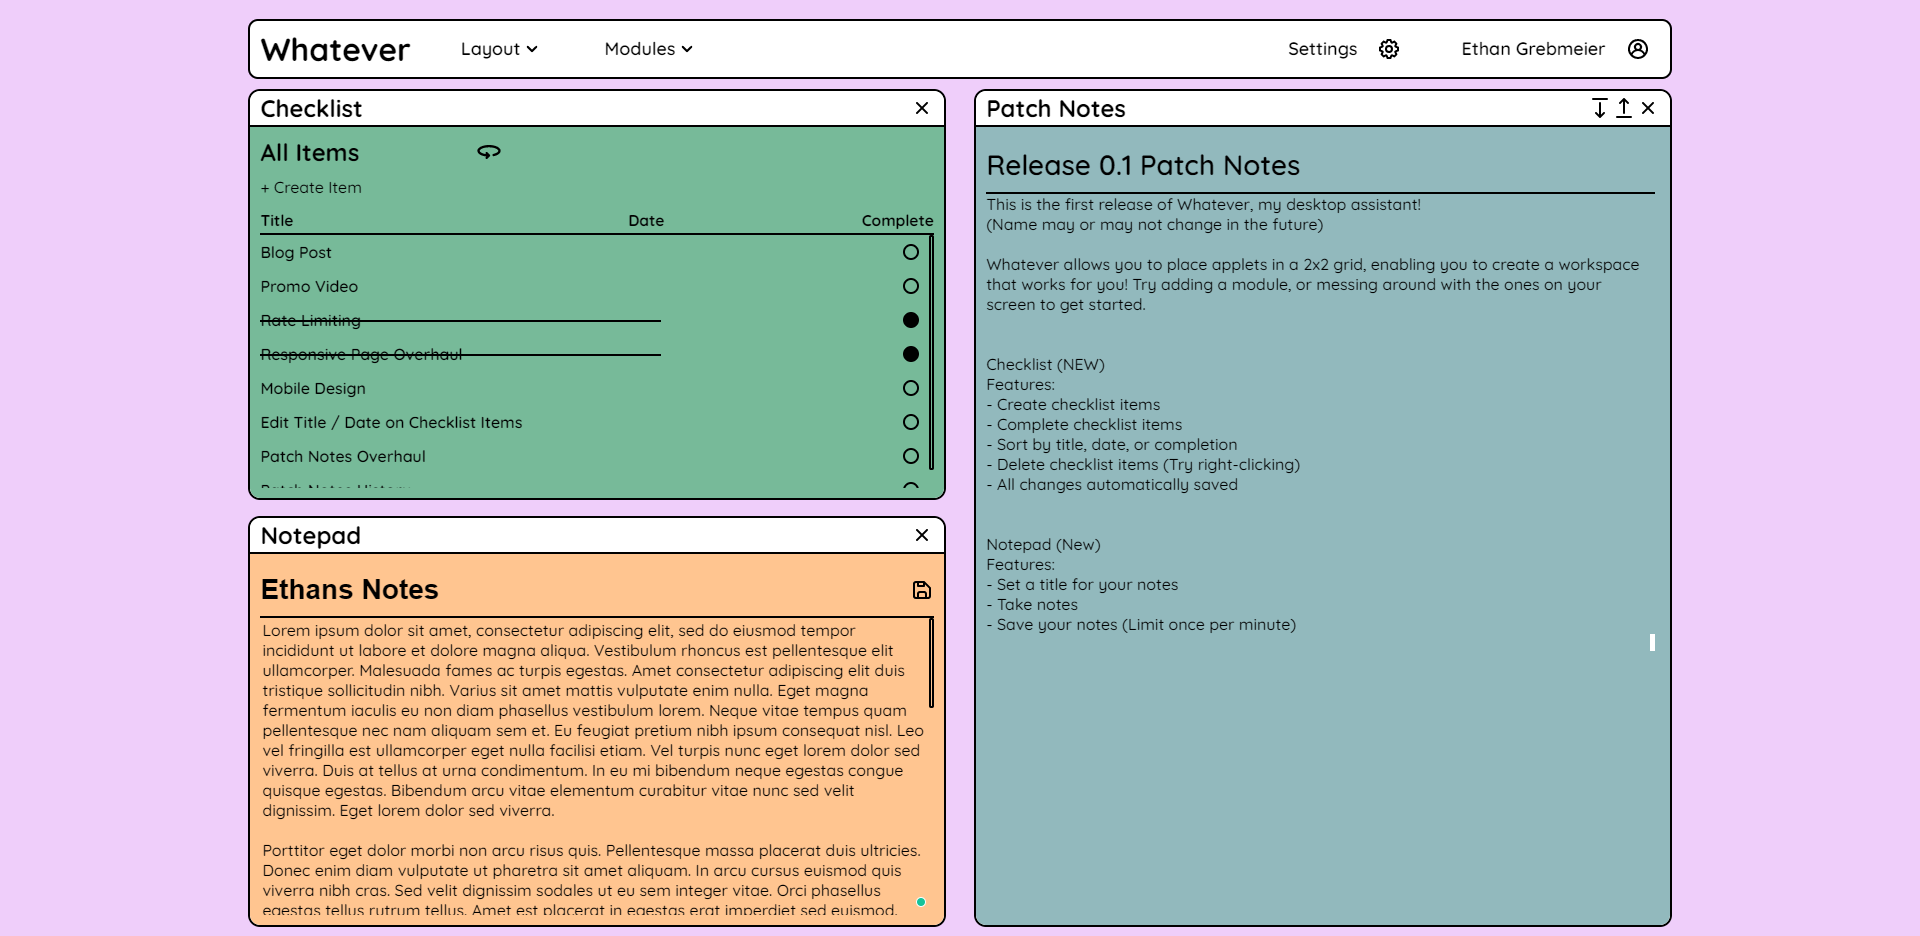 Whatever
Layout
Modules
Settings
Ethan Grebmeier
Checklist
All Items
+ Create Item
Title Date Complete
Blog Post
Promo Video
Rate Limiting
Responsive Page Overhaul
Mobile Design
Edit Title / Date on Checklist Items
Patch Notes Overhaul
Patch Notes History
Notepad
Ethans Notes
Lorem ipsum dolor sit amet, consectetur adipiscing elit, sed do eiusmod tempor
incididunt ut labore et dolore magna aliqua. Vestibulum rhoncus est pellentesque elit
ullamcorper. Malesuada fames ac turpis egestas. Amet consectetur adipiscing elit duis
tristique sollicitudin nibh. Varius sit amet mattis vulputate enim nulla. Eget magna
fermentum iaculis eu non diam phasellus vestibulum lorem. Neque vitae tempus quam
pellentesque nec nam aliquam sem et. Eu feugiat pretium nibh ipsum consequat nisl. Leo
vel fringilla est ullamcorper eget nulla facilisi etiam. Vel turpis nunc eget lorem dolor sed
viverra. Duis at tellus at urna condimentum. In eu mi bibendum neque egestas congue
quisque egestas. Bibendum arcu vitae elementum curabitur vitae nunc sed velit
dignissim. Eget lorem dolor sed viverra.
Porttitor eget dolor morbi non arcu risus quis. Pellentesque massa placerat duis ultricies.
Donec enim diam vulputate ut pharetra sit amet aliquam. In arcu cursus euismod quis
viverra nibh cras. Sed velit dignissim sodales ut eu sem integer vitae. Orci phasellus
egestas tellus rutrum tellus. Amet est placerat in egestas erat imperdiet sed euismod.
Patch Notes
Release 0.1 Patch Notes
This is the first release of Whatever, my desktop assistant!
(Name may or may not change in the future)
Whatever allows you to place applets in a 2x2 grid, enabling you to create a workspace
that works for you! Try adding a module, or messing around with the ones on your
screen to get started.
Checklist (NEW)
Features:
- Create checklist items
- Complete checklist items
- Sort by title, date, or completion
- Delete checklist items (Try right-clicking)
- All changes automatically saved
Notepad (New)
Features:
- Set a title for your notes
- Take notes
- Save your notes (Limit once per minute)